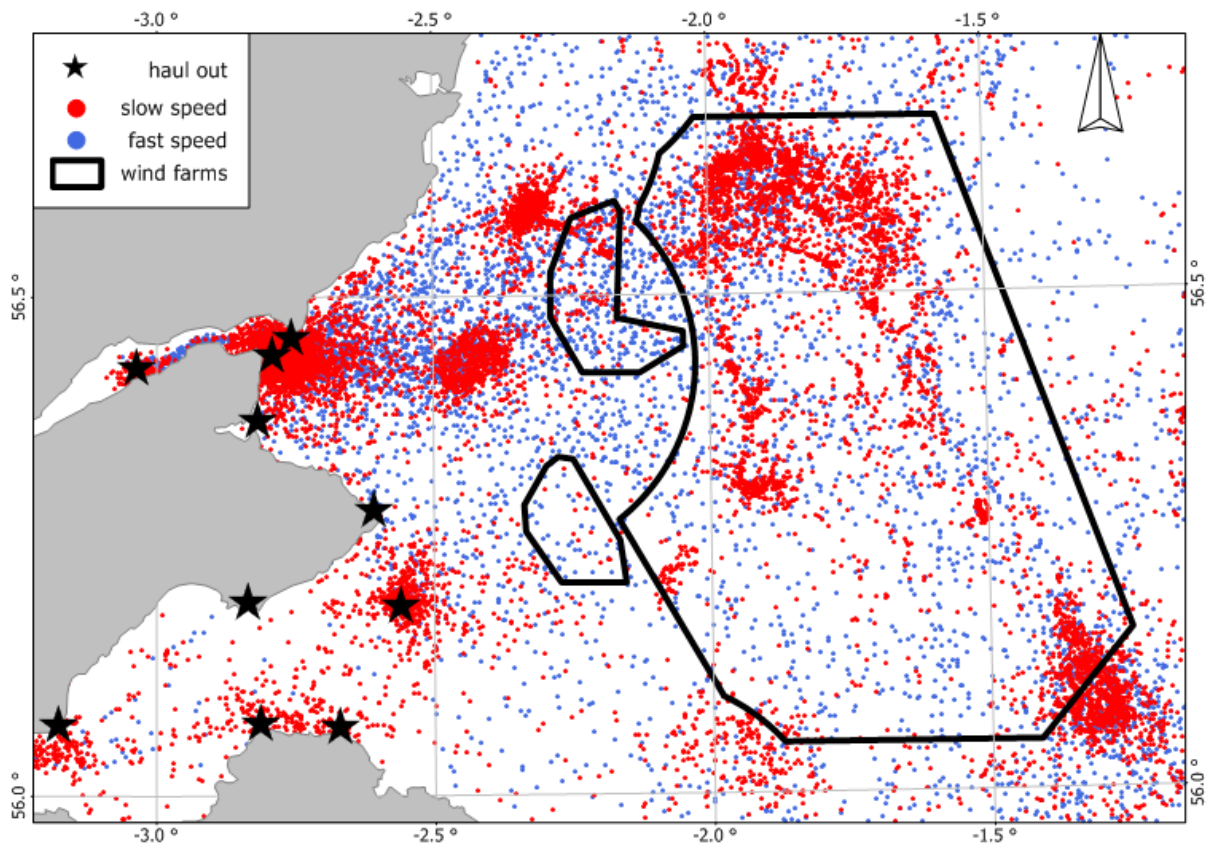 -3.0 ° -2.5 ° -2.0 ° -1.5 °
haul out
slow speed
fast speed
wind farms
56.5 ° 56.5 °
56.0 ° 56.0 °
-3.0 ° -2.5 ° -2.0 ° -1.5 °